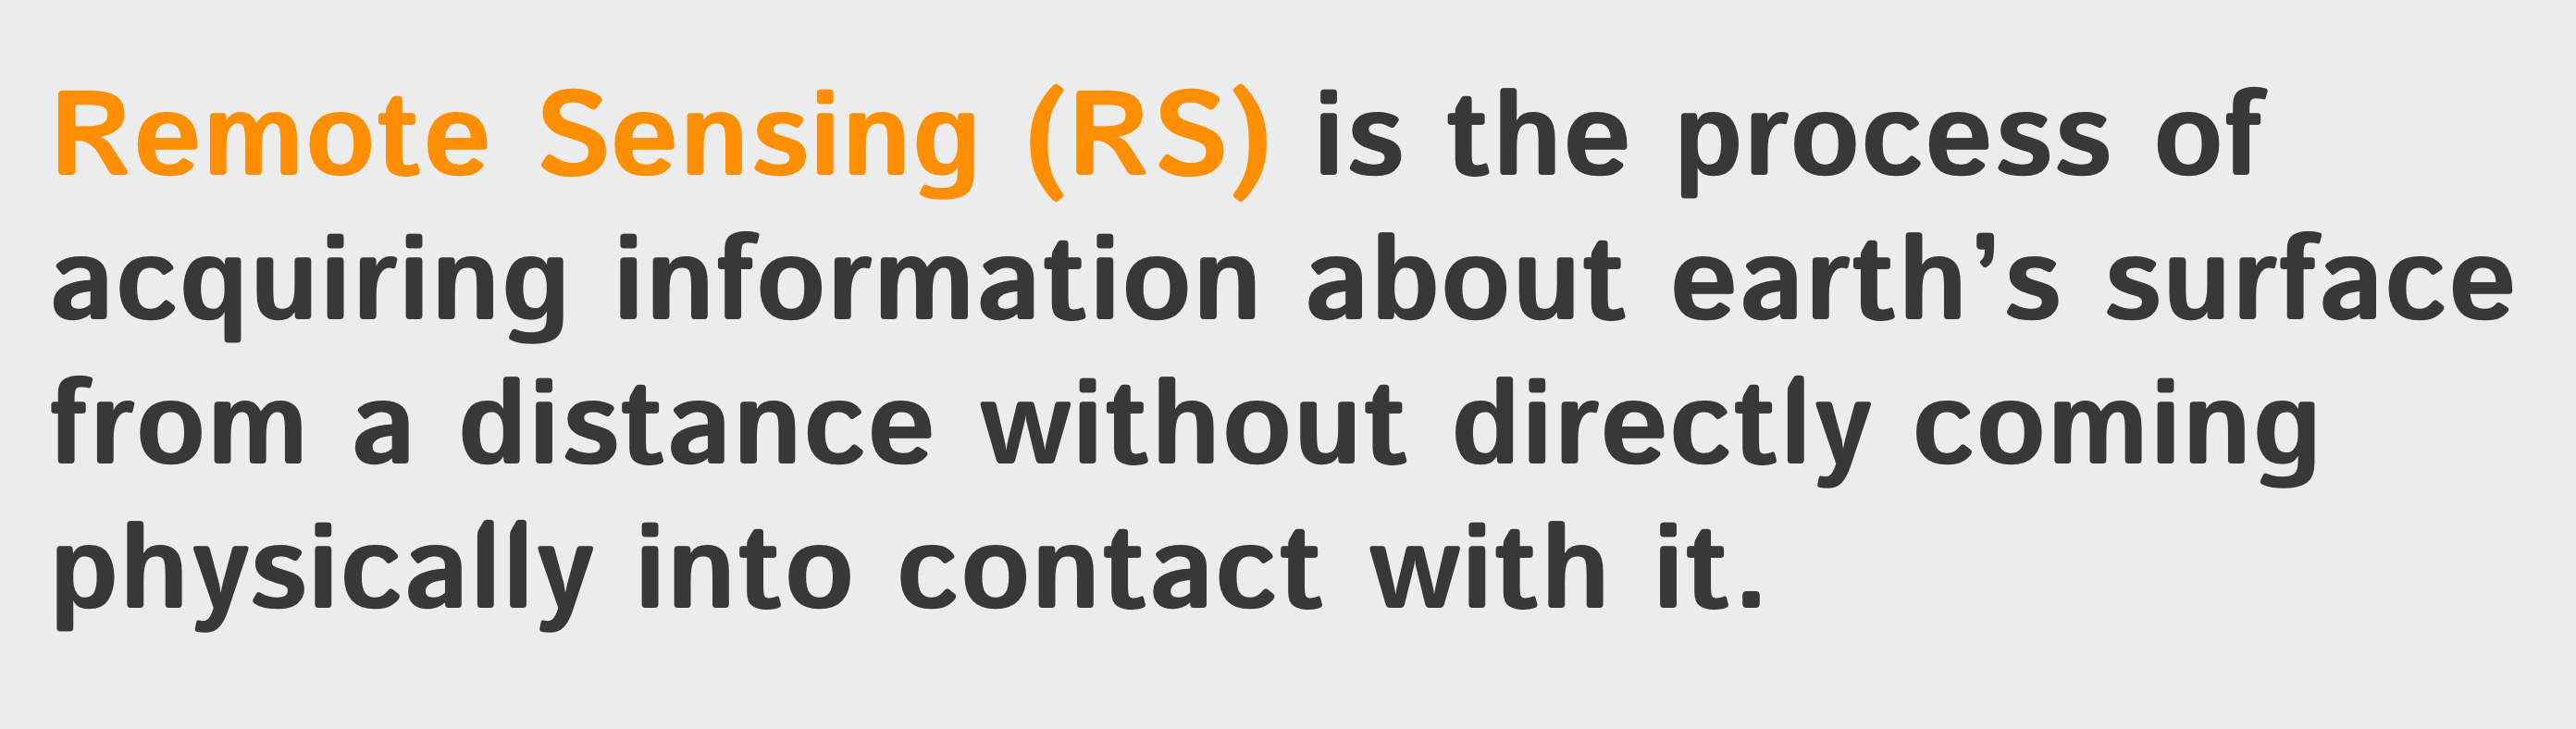 Remote Sensing (RS) is the process of
acquiring information about earth’s surface
from a distance without directly coming
physically into contact with it.